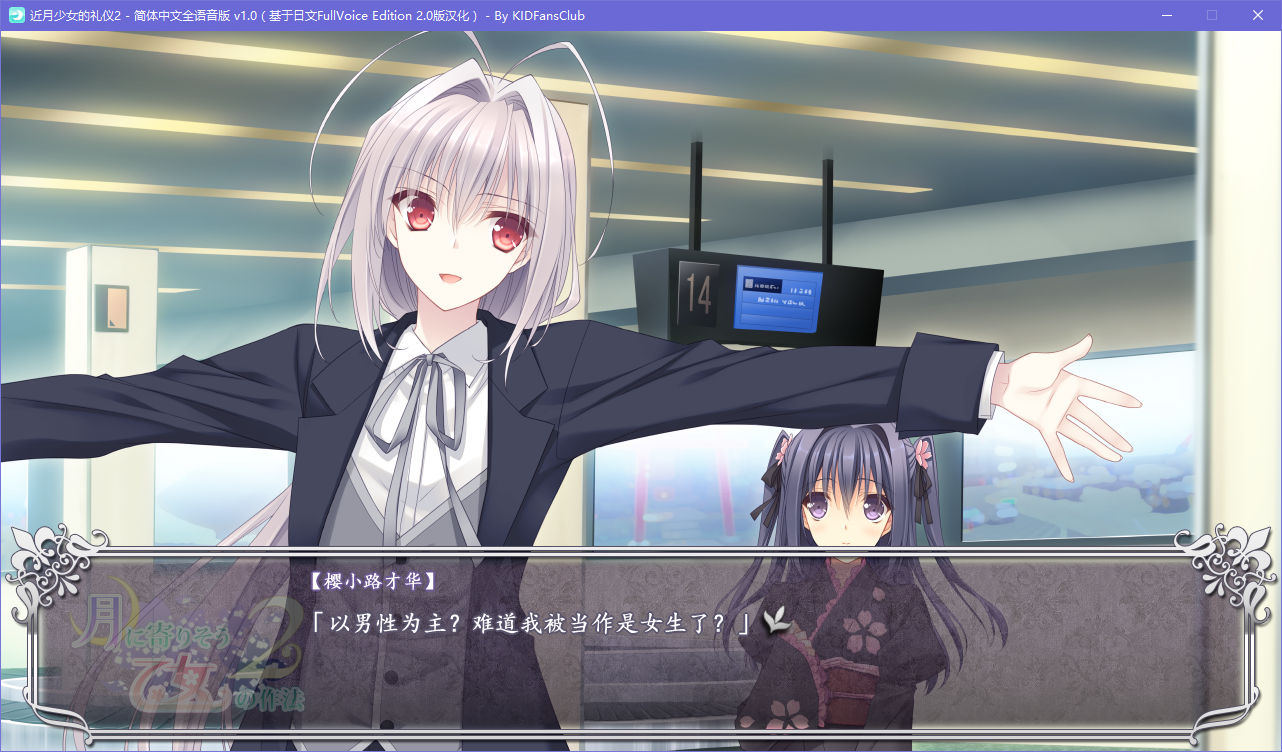 近月少女的礼仪2 - 简体中文全语音版 v1.0 ( 基于日文FullVoice Edition 2.0版汉化 ) - By KIDFansClub
14
【樱小路才华】
「以男性为主？难道我被当作是女生了？」
月に寄りそう
乙女の作法2